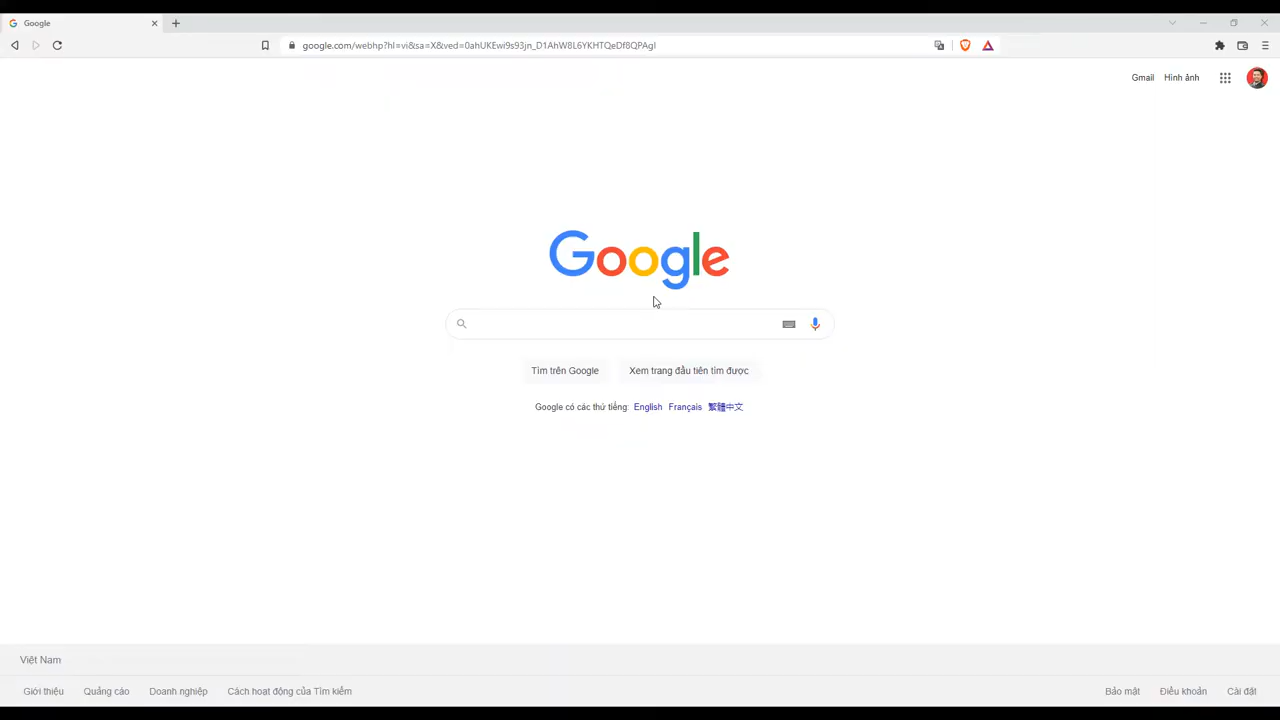 Google
google.com/webhp?hl=vi&sa=X&ved=0ahUKEwi9s93jn_D1AhW8L6YKHTQeDf8QPAgI
Gmail Hình ảnh
Google
Tìm trên Google Xem trang đầu tiên tìm được
Google có các thứ tiếng: English Français 繁體中文
Việt Nam
Giới thiệu Quảng cáo Doanh nghiệp Cách hoạt động của Tìm kiếm Bảo mật Điều khoản Cài đặt